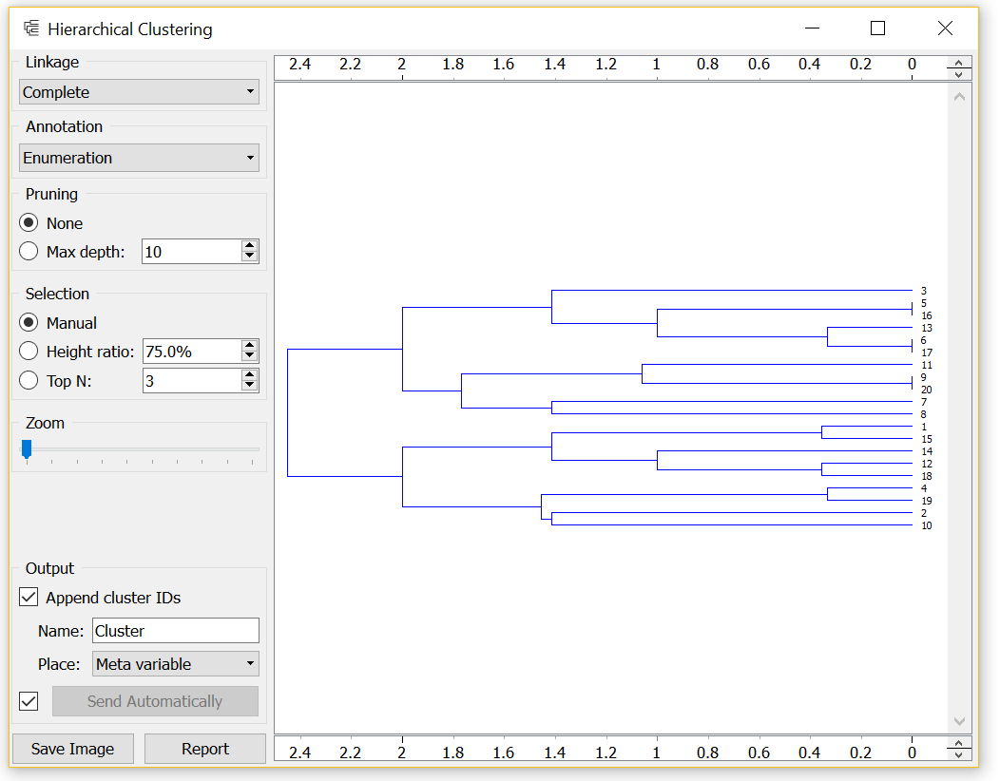 Hierarchical Clustering
Linkage
Complete
Annotation
Enumeration
Pruning
None
Max depth: 10
Selection
Manual
Height ratio: 75.0%
Top N: 3
Zoom
Output
Append cluster IDs
Name: Cluster
Place: Meta variable
Send Automatically
Save Image Report
2.4 2.2 2 1.8 1.6 1.4 1.2 1 0.8 0.6 0.4 0.2 0
3
5
16
13
6
17
11
9
20
7
8
1
15
14
12
18
4
19
2
10
2.4 2.2 2 1.8 1.6 1.4 1.2 1 0.8 0.6 0.4 0.2 0